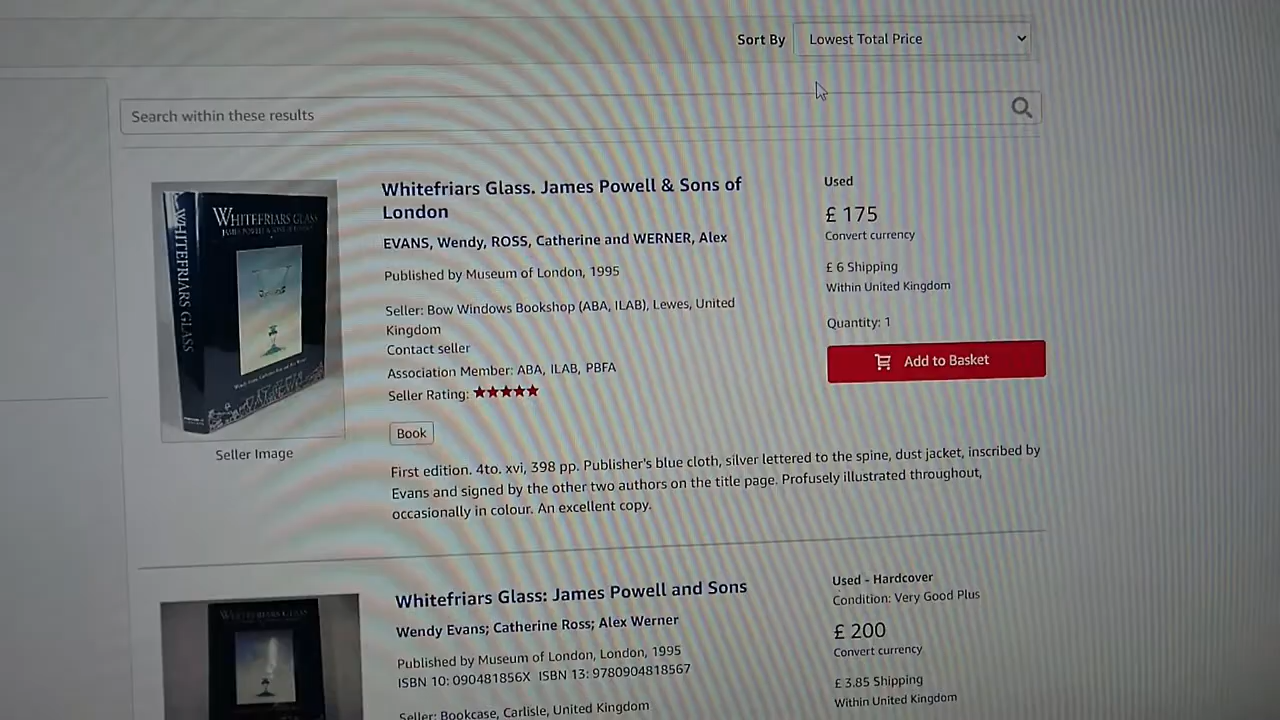 Sort By Lowest Total Price
Search within these results
WHITEFRIARS GLASS
WHITEFRIARS GLASS
Seller Image
Whitefriars Glass. James Powell & Sons of
London
EVANS, Wendy, ROSS, Catherine and WERNER, Alex
Published by Museum of London, 1995
Seller: Bow Windows Bookshop (ABA, ILAB), Lewes, United
Kingdom
Contact seller
Association Member: ABA, ILAB, PBFA
Seller Rating:
Book
First edition. 4to. xvi, 398 pp. Publisher's blue cloth, silver lettered to the spine, dust jacket, inscribed by
Evans and signed by the other two authors on the title page. Profusely illustrated throughout,
occasionally in colour. An excellent copy.
Used
£ 175
Convert currency
£ 6 Shipping
Within United Kingdom
Quantity: 1
Add to Basket
Whitefriars Glass: James Powell and Sons
Wendy Evans; Catherine Ross; Alex Werner
Published by Museum of London, London, 1995
ISBN 10: 090481856X ISBN 13: 9780904818567
Seller: Bookcase, Carlisle, United Kingdom
Used - Hardcover
Condition: Very Good Plus
£ 200
Convert currency
£ 3.85 Shipping
Within United Kingdom